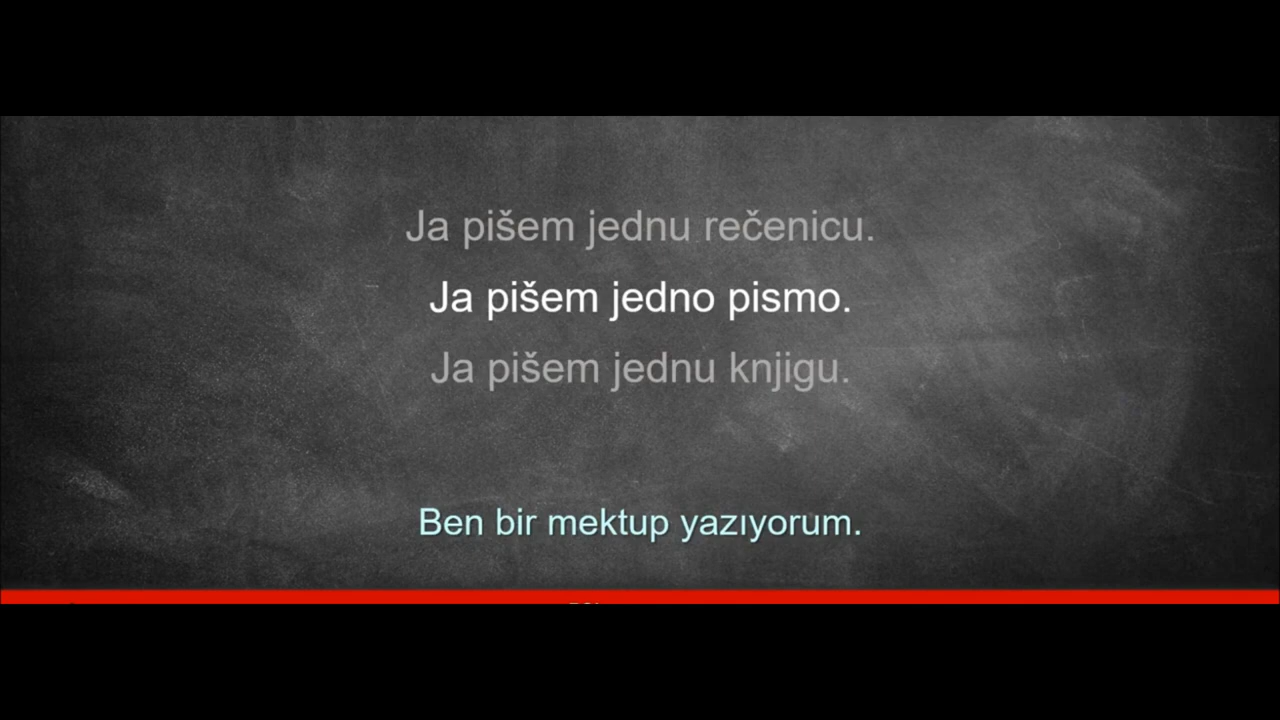 Ja pišem jednu rečenicu.
Ja pišem jedno pismo.
Ja pišem jednu knjigu.
Ben bir mektup yazıyorum.